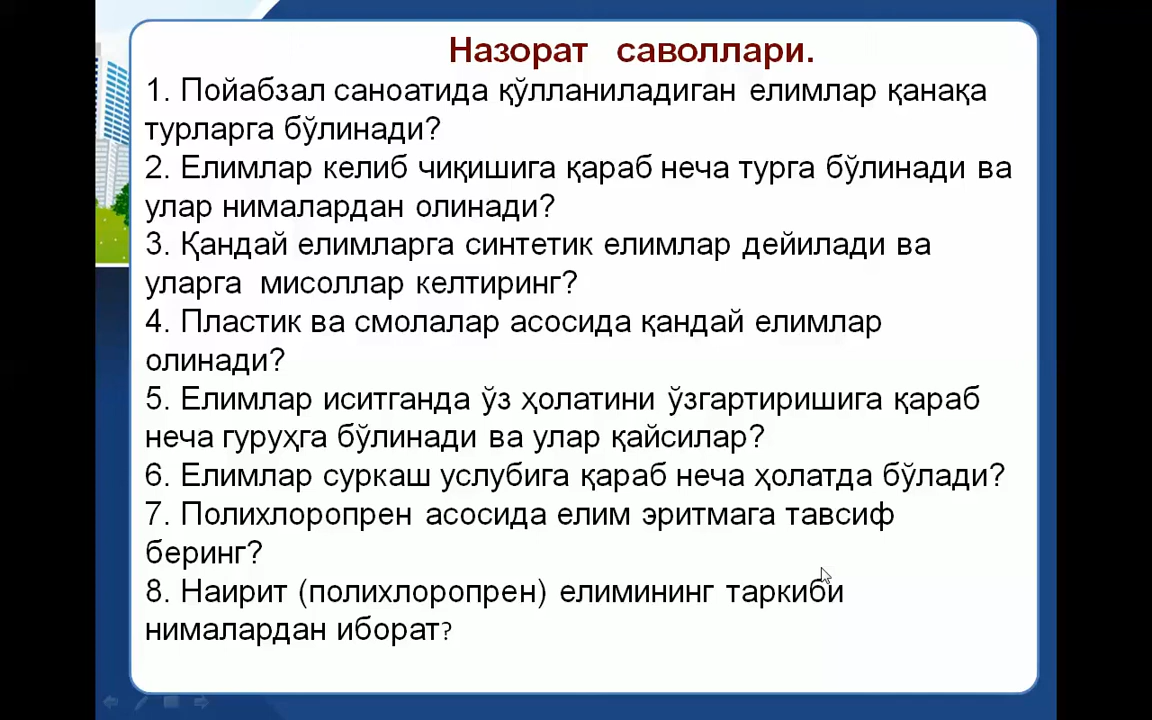 Назорат саволлари.
1. Пойабзал саноатида қўлланиладиган елимлар қанақа
турларга бўлинади?
2. Елимлар келиб чиқишига қараб неча турга бўлинади ва
улар нималардан олинади?
3. Қандай елимларга синтетик елимлар дейилади ва
уларга мисоллар келтиринг?
4. Пластик ва смолалар асосида қандай елимлар
олинади?
5. Елимлар иситганда ўз ҳолатини ўзгартиришига қараб
неча гуруҳга бўлинади ва улар қайсилар?
6. Елимлар суркаш услубига қараб неча ҳолатда бўлади?
7. Полихлоропрен асосида елим эритмага тавсиф
беринг?
8. Наирит (полихлоропрен) елимининг таркиби
нималардан иборат?